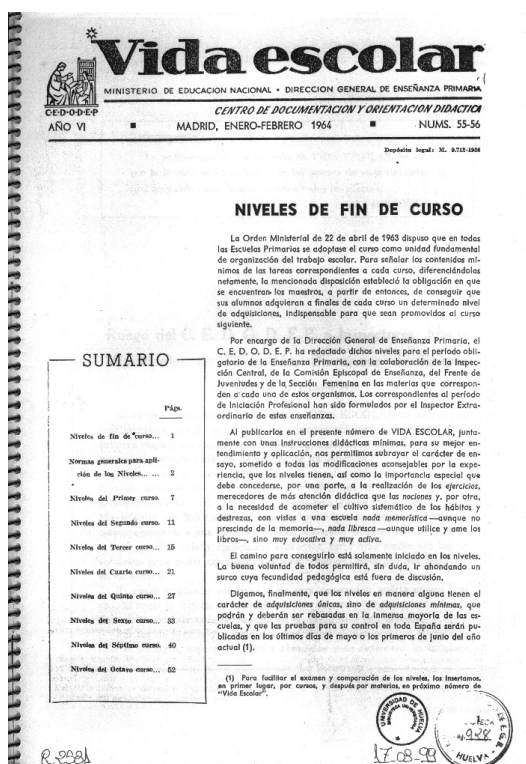 Vida escolar
MINISTERIO DE EDUCACION NACIONAL • DIRECCION GENERAL DE ENSEÑANZA PRIMARIA
C·E·D·O·D·E·P
CENTRO DE DOCUMENTACION Y ORIENTACION DIDACTICA
AÑO VI ■ MADRID, ENERO-FEBRERO 1964 ■ NUMS. 55-56
Depósito legal: M. 9.712-1958
NIVELES DE FIN DE CURSO
La Orden Ministerial de 22 de abril de 1963 dispuso que en todas
las Escuelas Primarias se adoptase el curso como unidad fundamental
de organización del trabajo escolar. Para señalar los contenidos mí-
nimos de las tareas correspondientes a cada curso, diferenciándolos
netamente, la mencionada disposición estableció la obligación en que
se encuentran los maestros, a partir de entonces, de conseguir que
sus alumnos adquieran a finales de cada curso un determinado nivel
de adquisiciones, indispensable para que sean promovidos al curso
siguiente.
Por encargo de la Dirección General de Enseñanza Primaria, el
C. E. D. O. D. E. P. ha redactado dichos niveles para el período obli-
gatorio de la Enseñanza Primaria, con la colaboración de la Inspec-
ción Central, de la Comisión Episcopal de Enseñanza, del Frente de
Juventudes y de la Sección Femenina en las materias que correspon-
den a cada uno de estos organismos. Los correspondientes al período
de Iniciación Profesional han sido formulados por el Inspector Extra-
ordinario de estas enseñanzas.
Al publicarlos en el presente número de VIDA ESCOLAR, junta-
mente con unas Instrucciones didácticas mínimas, para su mejor en-
tendimiento y aplicación, nos permitimos subrayar el carácter de en-
sayo, sometido a todas las modificaciones aconsejables por la expe-
riencia, que los niveles tienen, así como la importancia especial que
debe concederse, por una parte, a la realización de los ejercicios,
merecedores de más atención didáctica que las nociones y, por otra,
a la necesidad de acometer el cultivo sistemático de los hábitos y
destrezas, con vistas a una escuela nada memorística —aunque no
prescinda de la memoria—, nada libresca —aunque utilice y ame los
libros—, sino muy educativa y muy activa.
El camino para conseguirlo está solamente iniciado en los niveles.
La buena voluntad de todos permitirá, sin duda, ir ahondando un
surco cuya fecundidad pedagógica está fuera de discusión.
Digamos, finalmente, que los niveles en manera alguna tienen el
carácter de adquisiciones únicas, sino de adquisiciones mínimas, que
podrán y deberán ser rebasadas en la inmensa mayoría de las es-
cuelas, y que las pruebas para su control en toda España serán pu-
blicadas en los últimos días de mayo o los primeros de junio del año
actual (1).
(1) Para facilitar el examen y comparación de los niveles, los insertamos,
en primer lugar, por cursos, y después por materias, en próximo número de
"Vida Escolar".
SUMARIO
Págs.
Niveles de fin de curso... 1
Normas generales para apli-
ción de los Niveles... ... 2
Niveles del Primer curso. 7
Niveles del Segundo curso. 11
Niveles del Tercer curso... 15
Niveles del Cuarto curso... 21
Niveles del Quinto curso... 27
Niveles del Sexto curso... 33
Niveles del Séptimo curso. 40
Niveles del Octavo curso... 52
UNIVERSIDAD DE HUELVA
HUELVA
R. 2981
17-08-99